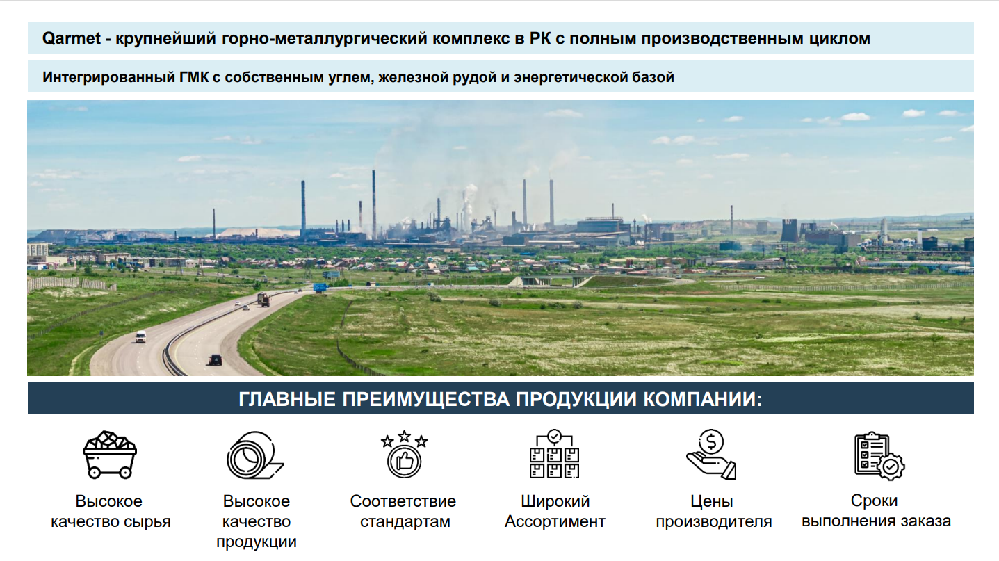 Qarmet - крупнейший горно-металлургический комплекс в РК с полным производственным циклом
Интегрированный ГМК с собственным углем, железной рудой и энергетической базой
ГЛАВНЫЕ ПРЕИМУЩЕСТВА ПРОДУКЦИИ КОМПАНИИ:
Высокое
качество сырья
Высокое
качество
продукции
Соответствие
стандартам
Широкий
Ассортимент
Цены
производителя
Сроки
выполнения заказа